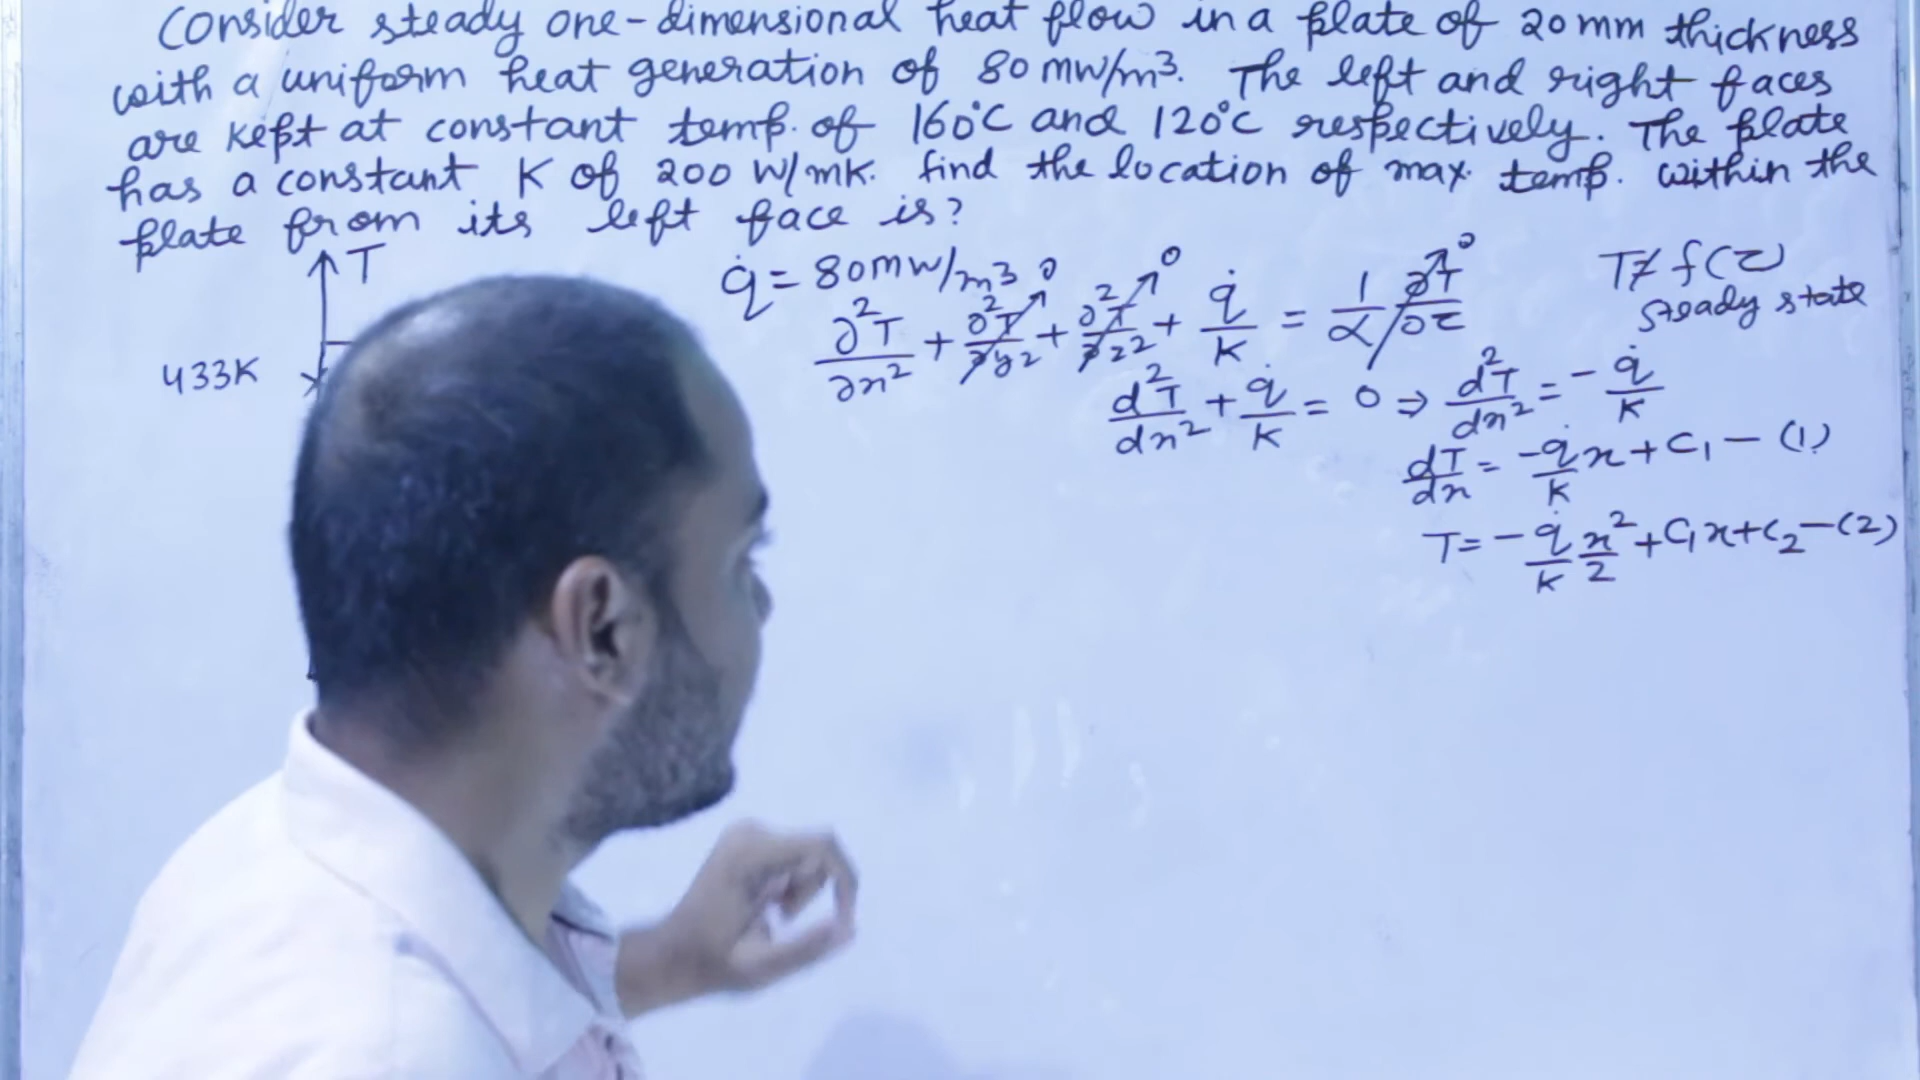 Consider steady one-dimensional heat flow in a plate of 20mm thickness
with a uniform heat generation of 80 mw/m³. The left and right faces
are kept at constant temp. of 160°C and 120°C respectively. The plate
has a constant K of 200 W/mK. find the location of max. temp. within the
plate from its left face is?
T
433K
q̇ = 80mw/m3
∂²T/∂x² + ∂²T/∂y² 0 + ∂²T/∂z² 0 + q̇/K = 1/α ∂T/∂τ 0
T≠ f(τ)
steady state
d²T/dx² + q̇/K = 0 ⇒ d²T/dx² = - q̇/K
dT/dx = -q̇/K x + C₁ — (1)
T = - q̇/K x²/2 + C₁x + C₂ — (2)